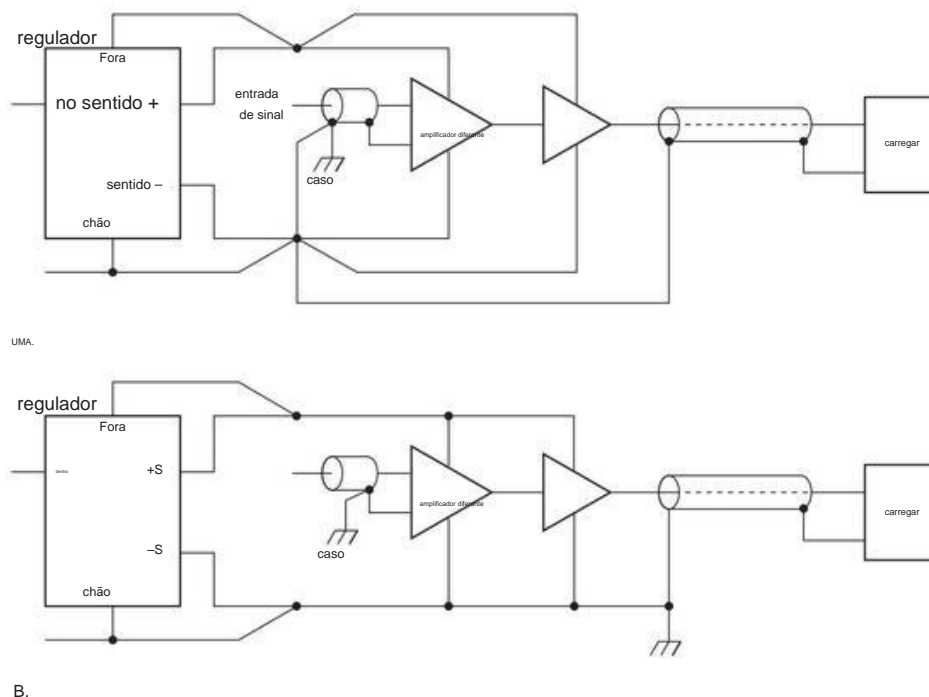 regulador
Fora
no sentido +
sentido –
chão
entrada
de sinal
caso
amplificador diferente
carregar
UMA.
regulador
Fora
dentro
+S
–S
chão
caso
amplificador diferente
carregar
B.